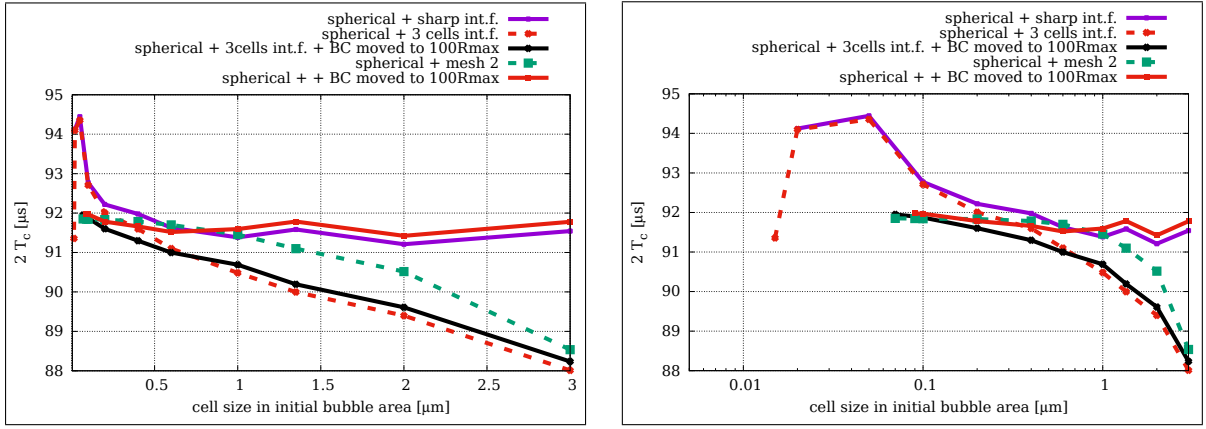 spherical + sharp int.f.
spherical + 3 cells int.f.
spherical + 3cells int.f. + BC moved to 100Rmax
spherical + mesh 2
spherical + + BC moved to 100Rmax
95
94
93
92
91
90
89
88
2 T_c [µs]
0.5 1 1.5 2 2.5 3
cell size in initial bubble area [µm]
spherical + sharp int.f.
spherical + 3 cells int.f.
spherical + 3cells int.f. + BC moved to 100Rmax
spherical + mesh 2
spherical + + BC moved to 100Rmax
95
94
93
92
91
90
89
88
2 T_c [µs]
0.01 0.1 1
cell size in initial bubble area [µm]